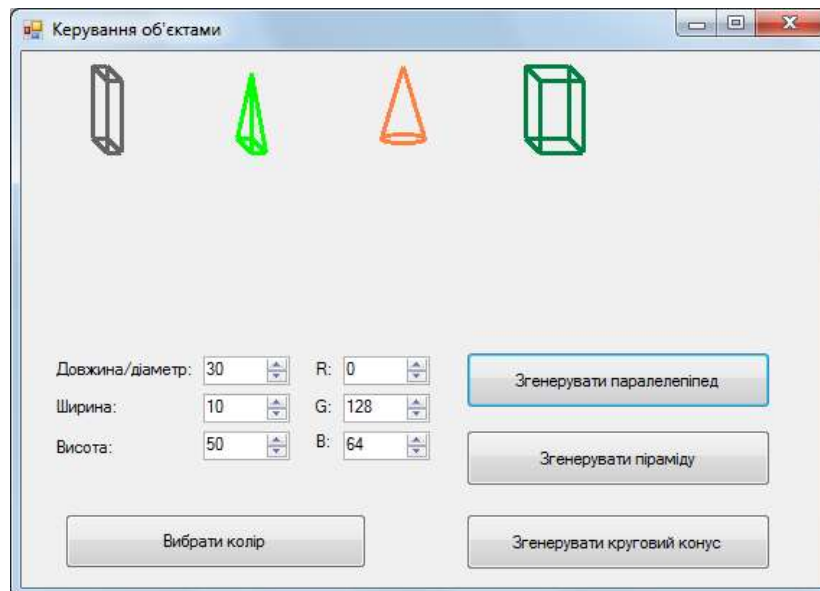 Керування об'єктами
Довжина/діаметр: 30 R: 0
Ширина: 10 G: 128
Висота: 50 B: 64
Згенерувати паралелепіпед
Згенерувати піраміду
Вибрати колір
Згенерувати круговий конус